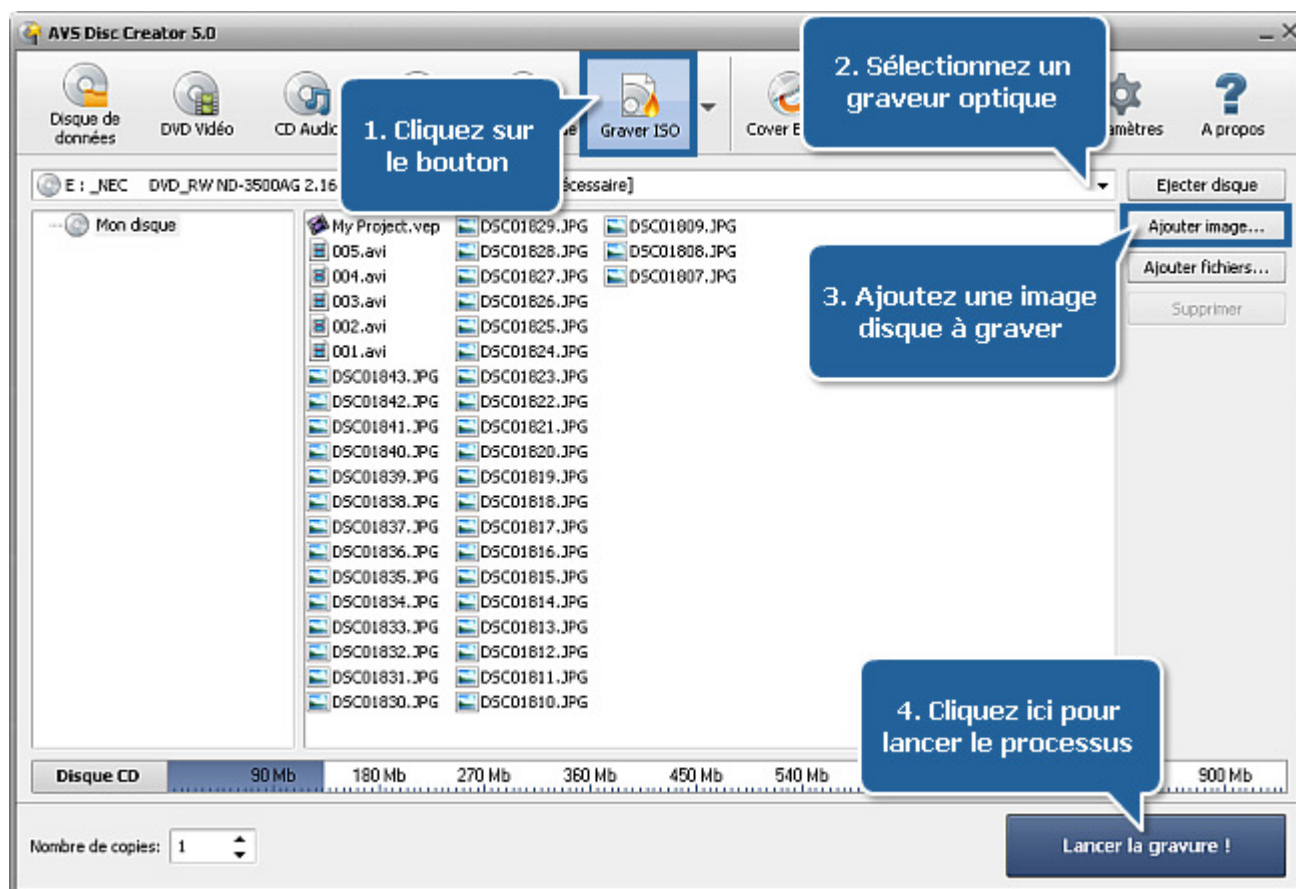 AVS Disc Creator 5.0
Disque de
données
DVD Vidéo
CD Audio
Graver ISO
Cover E
A propos
1. Cliquez sur
le bouton
2. Sélectionnez un
graveur optique
E : _NEC DVD_RW ND-3500AG 2.16
Ejecter disque
Mon disque
Ajouter image...
Ajouter fichiers...
Supprimer
3. Ajoutez une image
disque à graver
My Project.vep DSC01829.JPG DSC01809.JPG
005.avi DSC01828.JPG DSC01808.JPG
004.avi DSC01827.JPG DSC01807.JPG
003.avi DSC01826.JPG
002.avi DSC01825.JPG
001.avi DSC01824.JPG
DSC01843.JPG DSC01823.JPG
DSC01842.JPG DSC01822.JPG
DSC01841.JPG DSC01821.JPG
DSC01840.JPG DSC01820.JPG
DSC01839.JPG DSC01819.JPG
DSC01838.JPG DSC01818.JPG
DSC01837.JPG DSC01817.JPG
DSC01836.JPG DSC01816.JPG
DSC01835.JPG DSC01815.JPG
DSC01834.JPG DSC01814.JPG
DSC01833.JPG DSC01813.JPG
DSC01832.JPG DSC01812.JPG
DSC01831.JPG DSC01811.JPG
DSC01830.JPG DSC01810.JPG
4. Cliquez ici pour
lancer le processus
Disque CD 90 Mb 180 Mb 270 Mb 360 Mb 450 Mb 540 Mb 900 Mb
Nombre de copies: 1
Lancer la gravure !